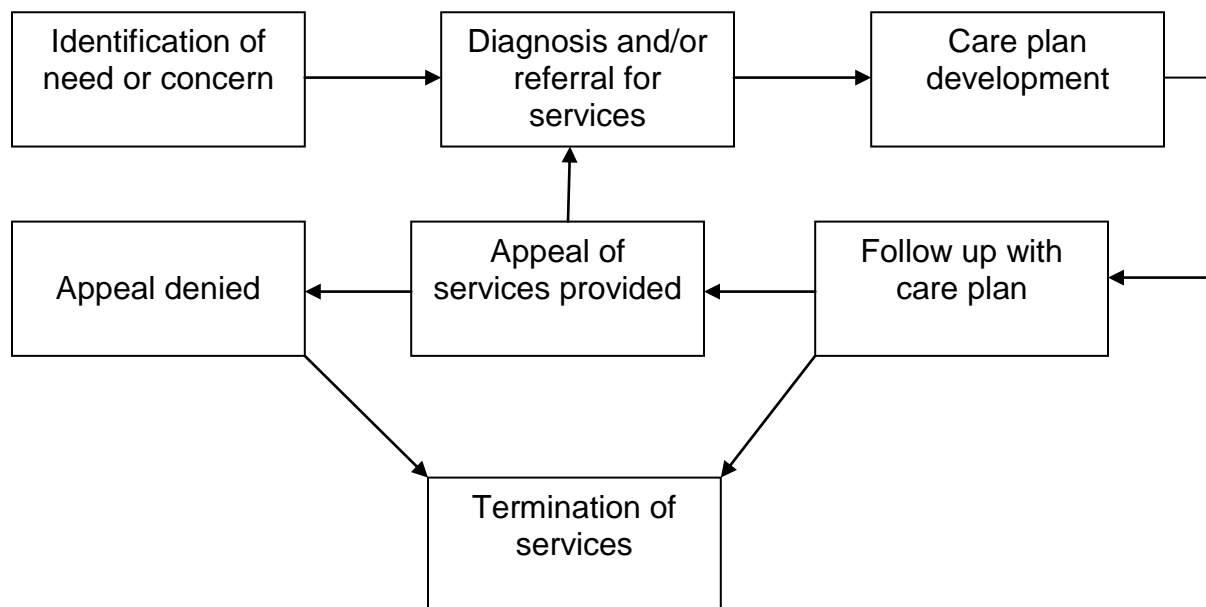 Identification of
need or concern
Diagnosis and/or
referral for
services
Care plan
development
Appeal denied
Appeal of
services provided
Follow up with
care plan
Termination of
services